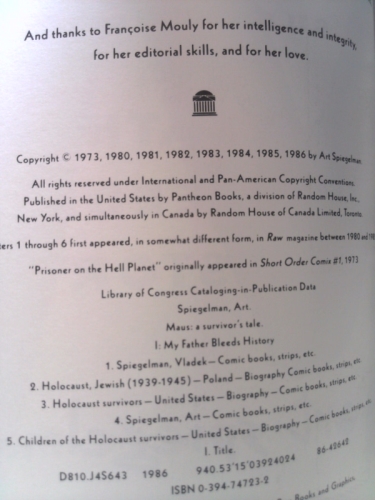 And thanks to Françoise Mouly for her intelligence and integrity,
for her editorial skills, and for her love.
Copyright © 1973, 1980, 1981, 1982, 1983, 1984, 1985, 1986 by Art Spiegelman
All rights reserved under International and Pan-American Copyright Conventions.
Published in the United States by Pantheon Books, a division of Random House, Inc.,
New York, and simultaneously in Canada by Random House of Canada Limited, Toronto
ters 1 through 6 first appeared, in somewhat different form, in Raw magazine between 1980 and
"Prisoner on the Hell Planet" originally appeared in Short Order Comix #1, 1973
Library of Congress Cataloging-in-Publication Data
Spiegelman, Art.
Maus: a survivor's tale.
I: My Father Bleeds History
1. Spiegelman, Vladek—Comic books, strips, etc.
2. Holocaust, Jewish (1939-1945) — Poland — Biography Comic books, strips, etc.
3. Holocaust survivors — United States — Biography — Comic books, strips, etc.
4. Spiegelman, Art — Comic books, strips, etc.
5. Children of the Holocaust survivors — United States — Biography — Comic books, strips, etc.
I. Title.
D810.J4S643 1986 940.53'15'03924024 86-42642
ISBN 0-394-74723-2
Books and Graphics